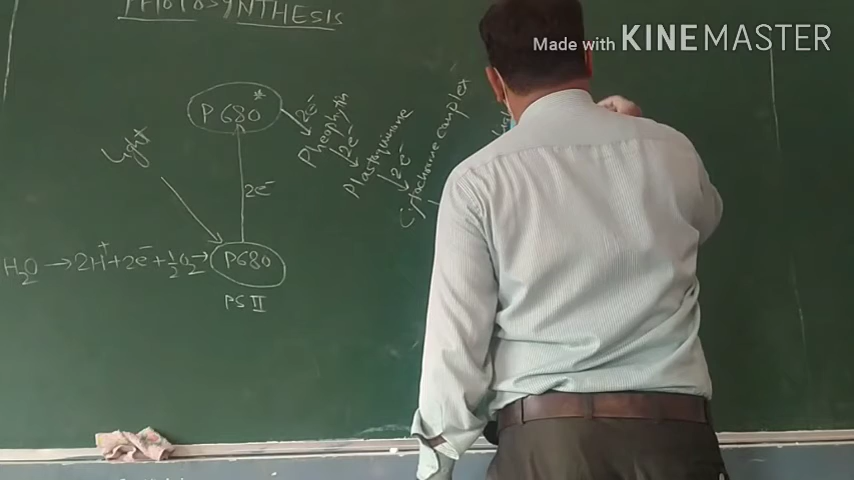 PHOTOSYNTHESIS
Made with KINEMASTER
P680*
2e⁻
Pheophytin
2e⁻
Plastoquinone
2e⁻
Cytochrome complex
Light
2e⁻
H₂O → 2H⁺ + 2e⁻ + ½O₂ → P680
PS II